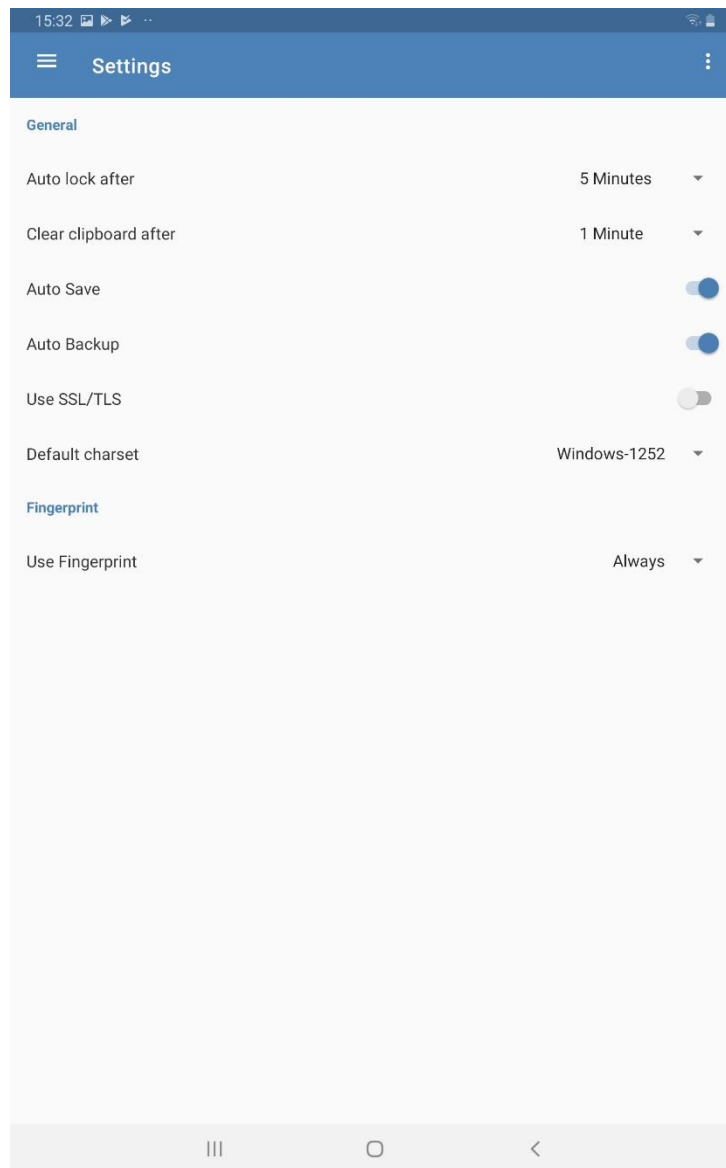 15:32
Settings
General
Auto lock after 5 Minutes
Clear clipboard after 1 Minute
Auto Save
Auto Backup
Use SSL/TLS
Default charset Windows-1252
Fingerprint
Use Fingerprint Always